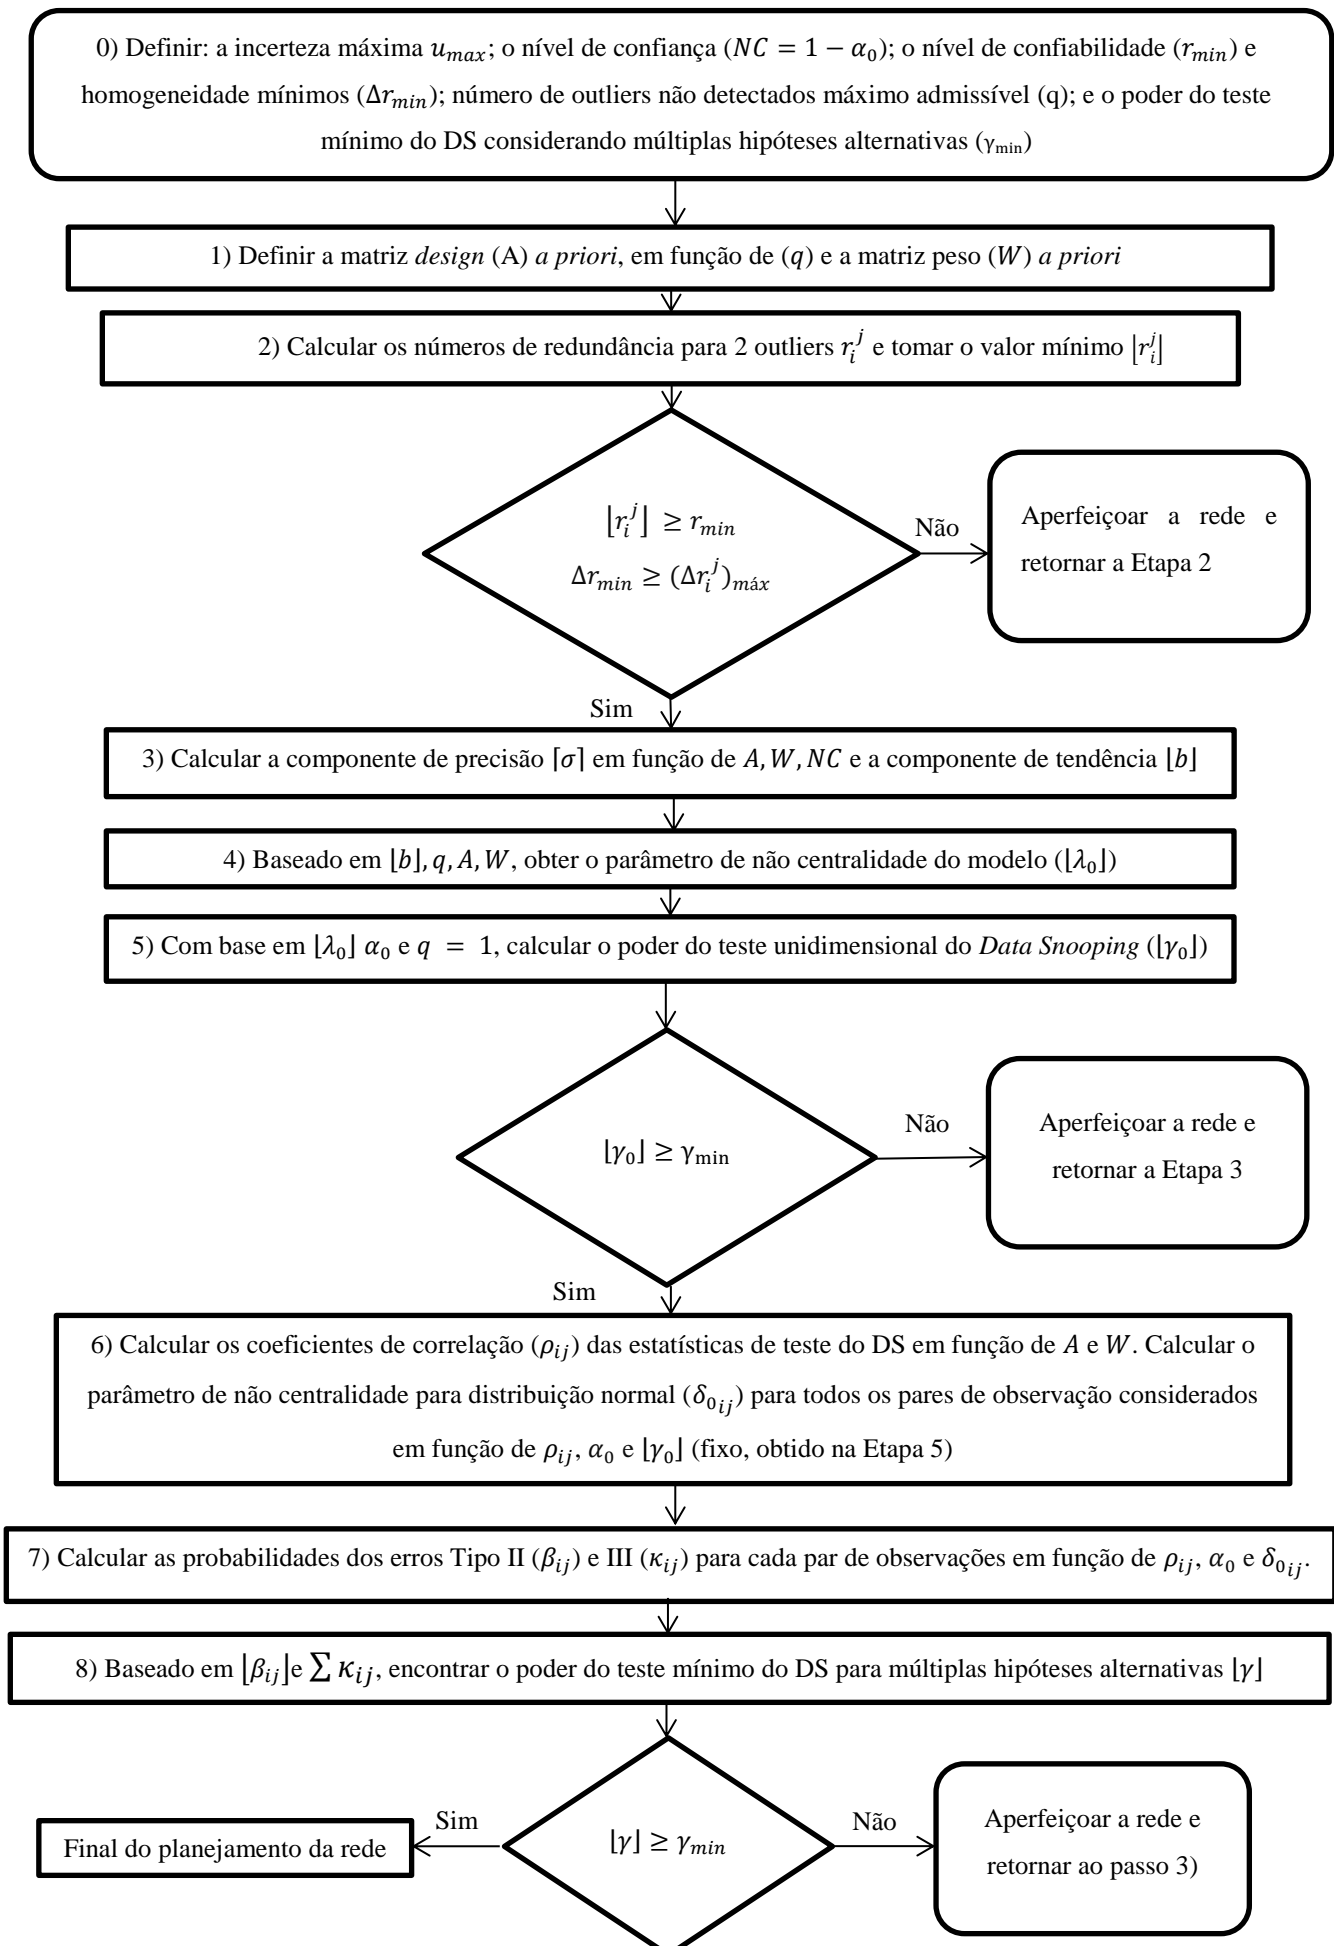 0) Definir: a incerteza máxima u_max; o nível de confiança (NC = 1 − α_0); o nível de confiabilidade (r_min) e
homogeneidade mínimos (Δr_min); número de outliers não detectados máximo admissível (q); e o poder do teste
mínimo do DS considerando múltiplas hipóteses alternativas (γ_min)
1) Definir a matriz design (A) a priori, em função de (q) e a matriz peso (W) a priori
2) Calcular os números de redundância para 2 outliers r_i^j e tomar o valor mínimo ⌊r_i^j⌋
⌊r_i^j⌋ ≥ r_min
Δr_min ≥ (Δr_i^j)_máx
Não
Aperfeiçoar a rede e
retornar a Etapa 2
Sim
3) Calcular a componente de precisão ⌈σ⌉ em função de A, W, NC e a componente de tendência ⌊b⌋
4) Baseado em ⌊b⌋, q, A, W, obter o parâmetro de não centralidade do modelo (⌊λ_0⌋)
5) Com base em ⌊λ_0⌋ α_0 e q = 1, calcular o poder do teste unidimensional do Data Snooping (⌊γ_0⌋)
⌊γ_0⌋ ≥ γ_min
Não
Aperfeiçoar a rede e
retornar a Etapa 3
Sim
6) Calcular os coeficientes de correlação (ρ_ij) das estatísticas de teste do DS em função de A e W. Calcular o
parâmetro de não centralidade para distribuição normal (δ_0_ij) para todos os pares de observação considerados
em função de ρ_ij, α_0 e ⌊γ_0⌋ (fixo, obtido na Etapa 5)
7) Calcular as probabilidades dos erros Tipo II (β_ij) e III (κ_ij) para cada par de observações em função de ρ_ij, α_0 e δ_0_ij.
8) Baseado em ⌊β_ij⌋e ∑ κ_ij, encontrar o poder do teste mínimo do DS para múltiplas hipóteses alternativas ⌊γ⌋
⌊γ⌋ ≥ γ_min
Sim
Final do planejamento da rede
Não
Aperfeiçoar a rede e
retornar ao passo 3)